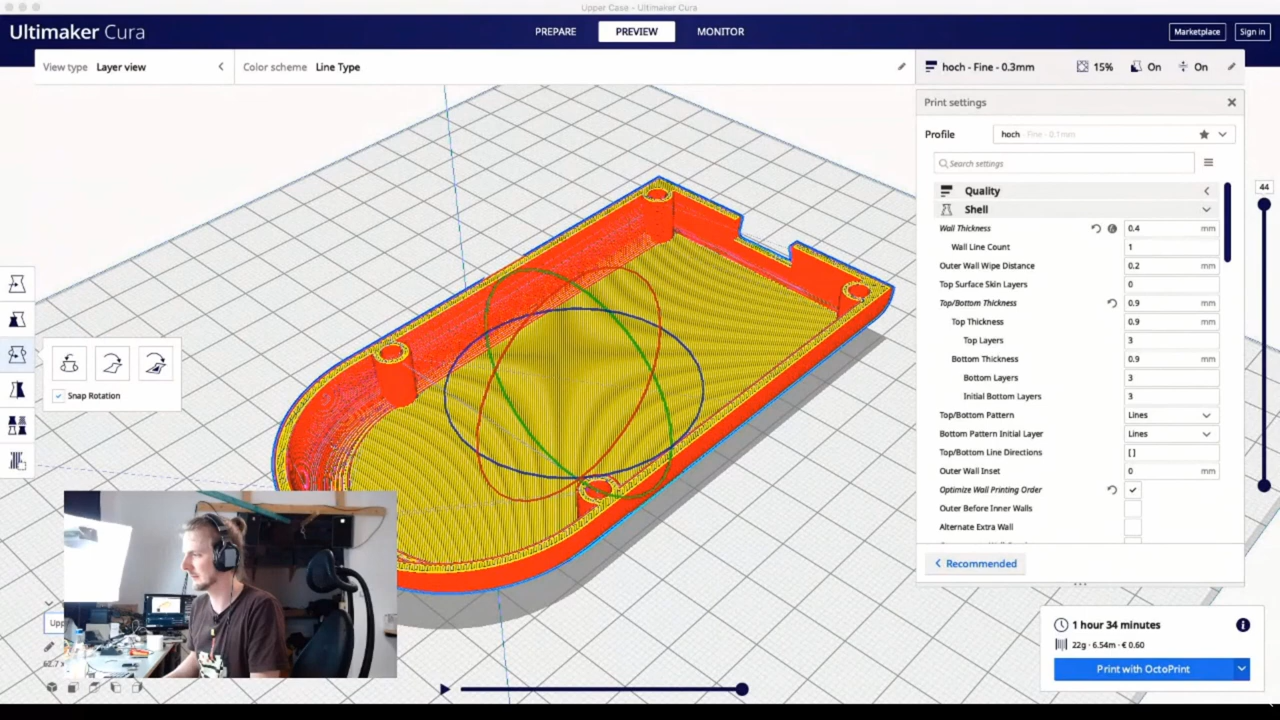 Upper Case - Ultimaker Cura
Ultimaker Cura
PREPARE
PREVIEW
MONITOR
Marketplace
Sign in
View type Layer view
Color scheme Line Type
hoch - Fine - 0.3mm
15%
On
On
Print settings
Profile
hoch - Fine - 0.1mm
Search settings
Quality
Shell
Wall Thickness 0.4 mm
Wall Line Count 1
Outer Wall Wipe Distance 0.2 mm
Top Surface Skin Layers 0
Top/Bottom Thickness 0.9 mm
Top Thickness 0.9 mm
Top Layers 3
Bottom Thickness 0.9 mm
Bottom Layers 3
Initial Bottom Layers 3
Top/Bottom Pattern Lines
Bottom Pattern Initial Layer Lines
Top/Bottom Line Directions [ ]
Outer Wall Inset 0 mm
Optimize Wall Printing Order
Outer Before Inner Walls
Alternate Extra Wall
Recommended
44
Snap Rotation
Upp
62.7 x
1 hour 34 minutes
22g · 6.54m · € 0.60
Print with OctoPrint